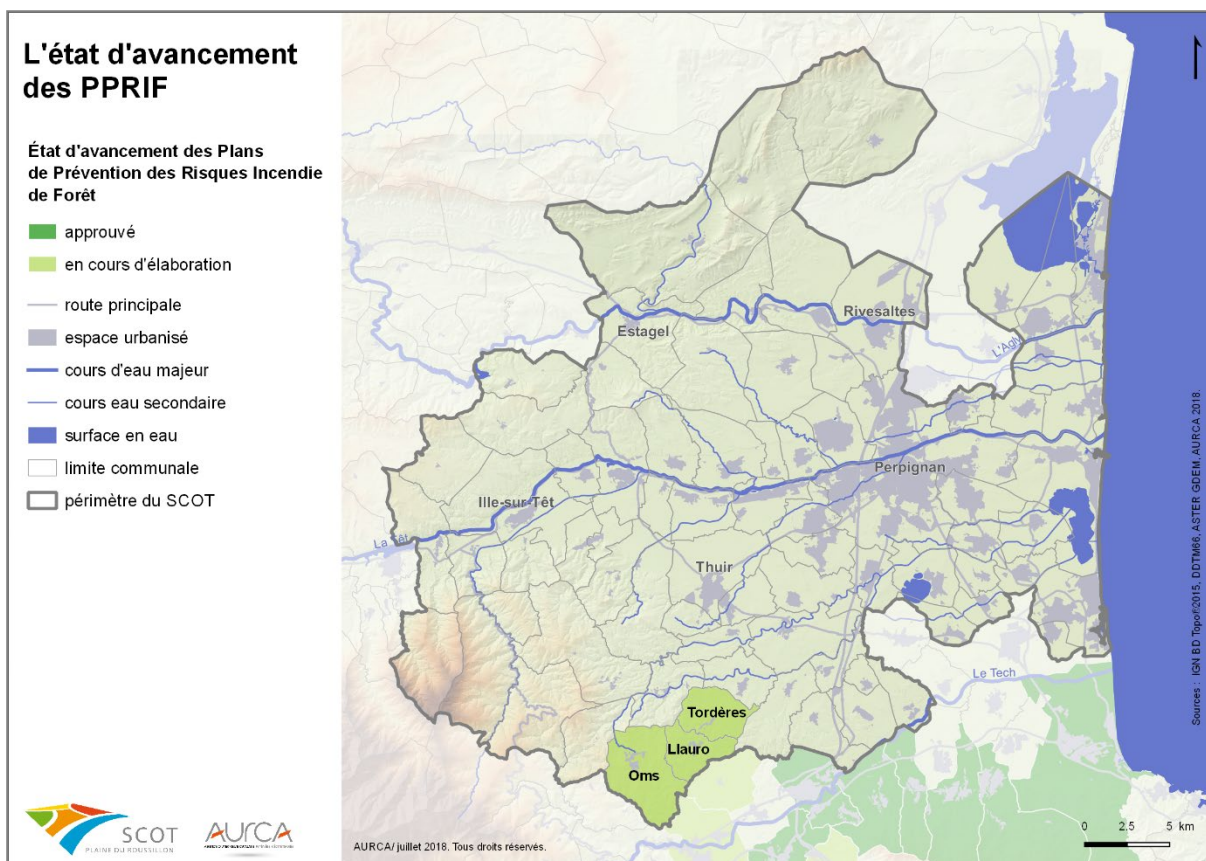 L'état d'avancement
des PPRIF
État d'avancement des Plans
de Prévention des Risques Incendie
de Forêt
approuvé
en cours d'élaboration
route principale
espace urbanisé
cours d'eau majeur
cours eau secondaire
surface en eau
limite communale
périmètre du SCOT
Rivesaltes
Estagel
L'Agly
Perpignan
Ille-sur-Têt
La Têt
Thuir
Le Tech
Tordères
Llauro
Oms
Sources : IGN BD Topo®2015, DDTM66, ASTER GDEM, AURCA 2018.
0 2.5 5 km
SCOT
PLAINE DU ROUSSILLON
AURCA
AURCA/ juillet 2018. Tous droits réservés.